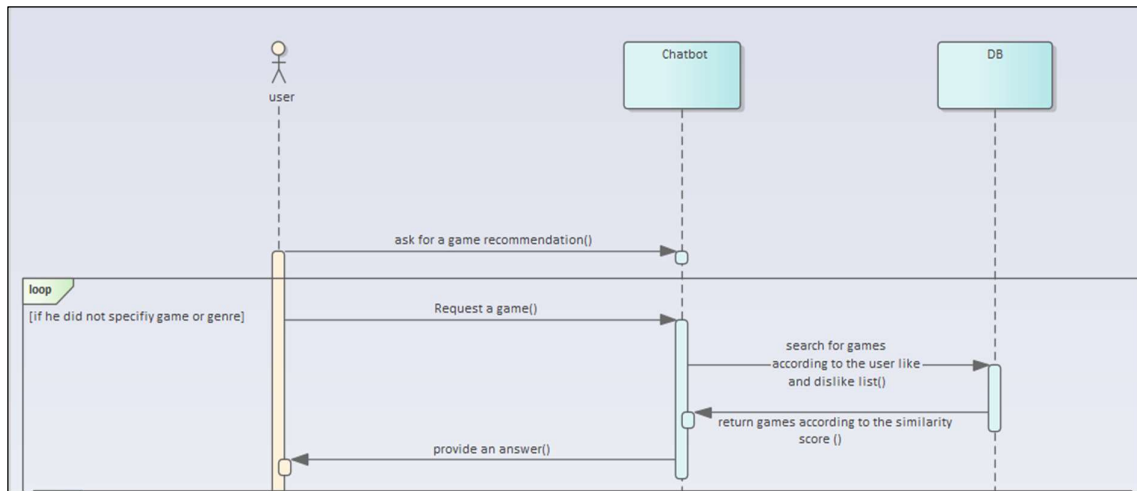 Chatbot
DB
user
ask for a game recommendation()
loop
[if he did not specifiy game or genre]
Request a game()
search for games
according to the user like
and dislike list()
return games according to the similarity
score ()
provide an answer()